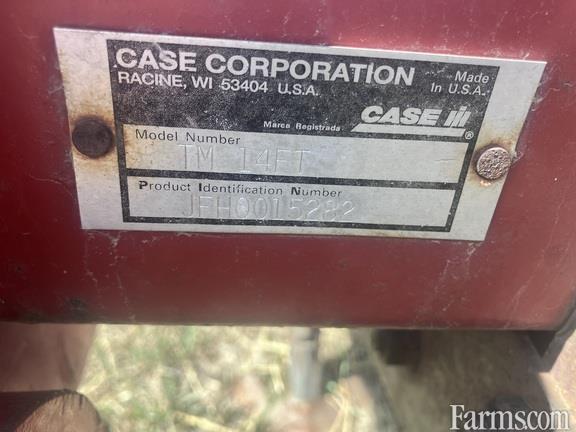 CASE CORPORATION
RACINE, WI 53404 U.S.A.
Made In U.S.A.
Marca Registrada CASE IH ®
Model Number
TM 14FT
Product Identification Number
JFH0015282
Farms.com